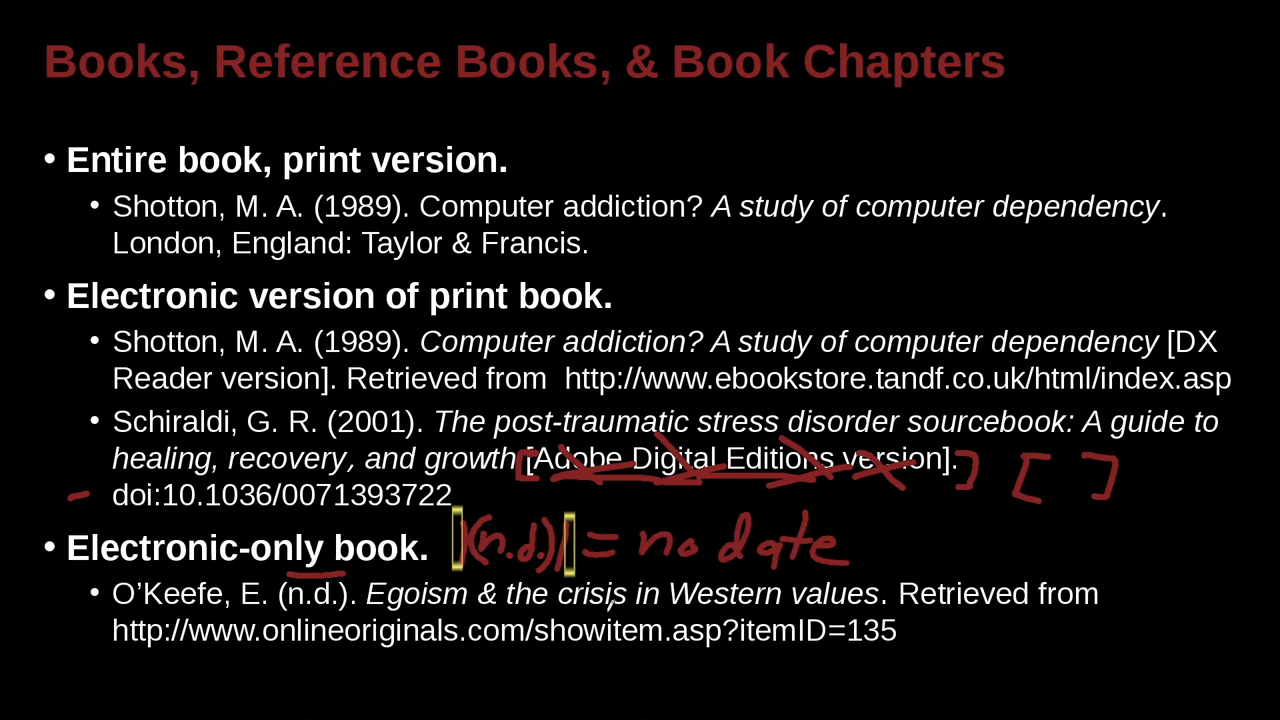 Books, Reference Books, & Book Chapters
• Entire book, print version.
• Shotton, M. A. (1989). Computer addiction? A study of computer dependency.
London, England: Taylor & Francis.
• Electronic version of print book.
• Shotton, M. A. (1989). Computer addiction? A study of computer dependency [DX
Reader version]. Retrieved from http://www.ebookstore.tandf.co.uk/html/index.asp
• Schiraldi, G. R. (2001). The post-traumatic stress disorder sourcebook: A guide to
healing, recovery, and growth [Adobe Digital Editions version]. [ ]
doi:10.1036/0071393722
• Electronic-only book. (n.d.) = no date
• O’Keefe, E. (n.d.). Egoism & the crisis in Western values. Retrieved from
http://www.onlineoriginals.com/showitem.asp?itemID=135